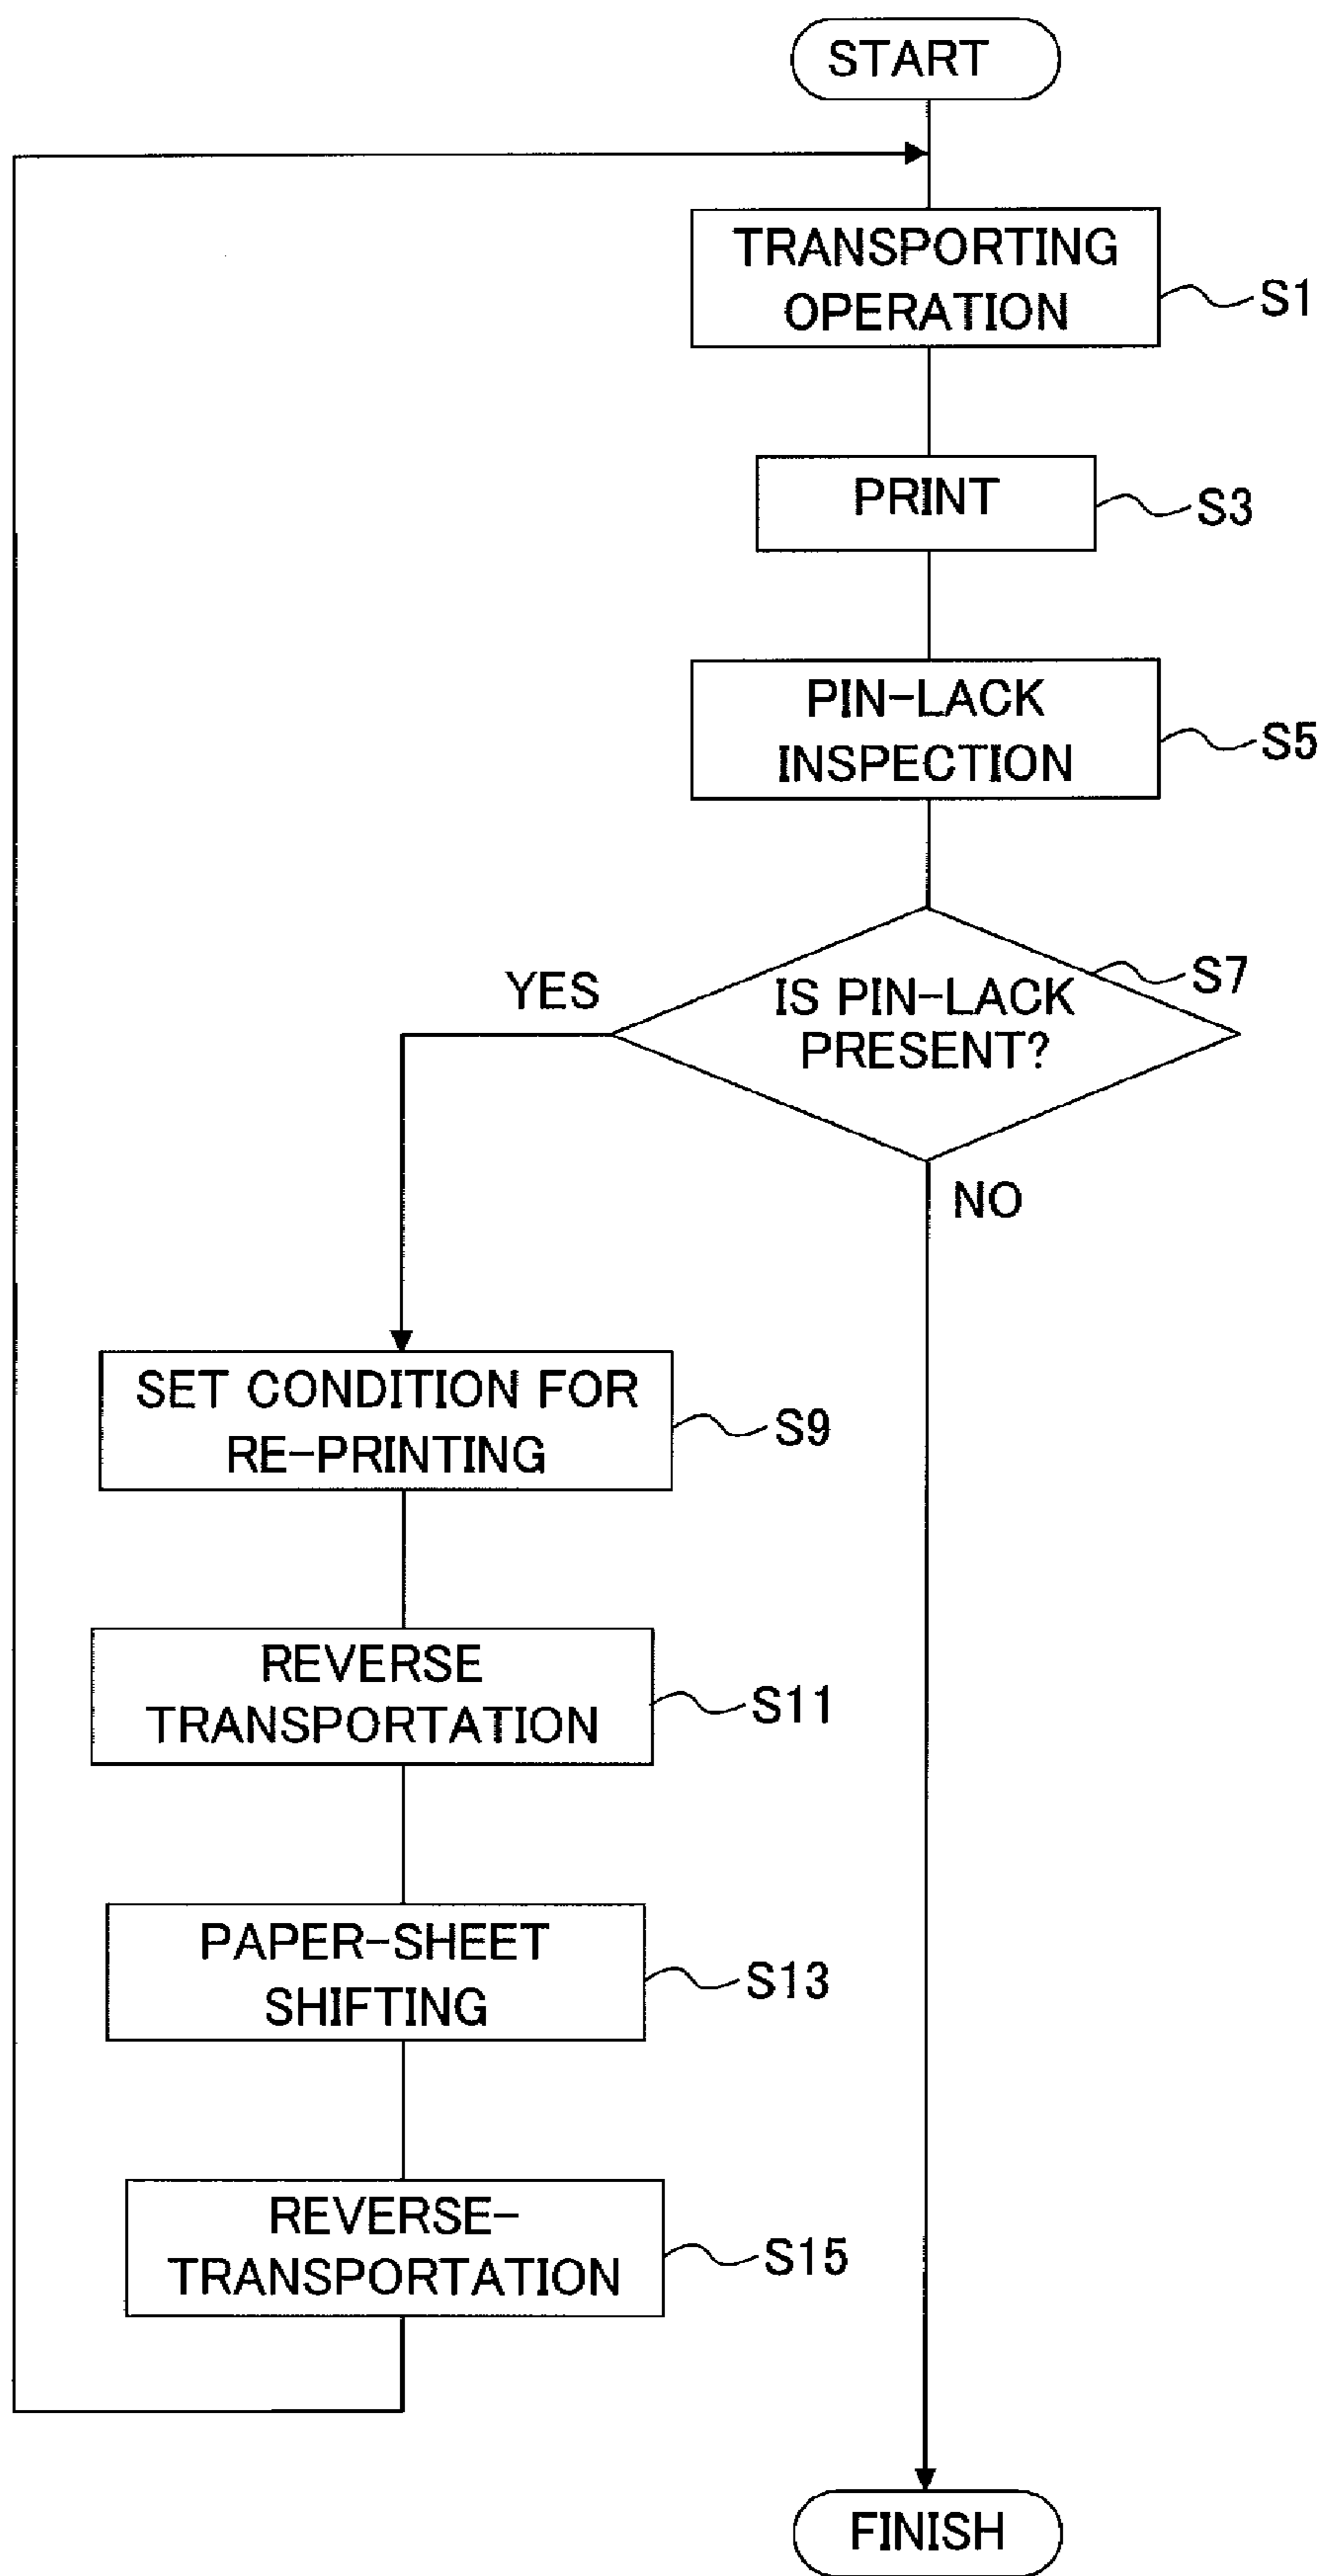 START
TRANSPORTING
OPERATION
S1
PRINT
S3
PIN-LACK
INSPECTION
S5
S7
YES
IS PIN-LACK
PRESENT?
NO
SET CONDITION FOR
RE-PRINTING
S9
REVERSE
TRANSPORTATION
S11
PAPER-SHEET
SHIFTING
S13
REVERSE-
TRANSPORTATION
S15
FINISH